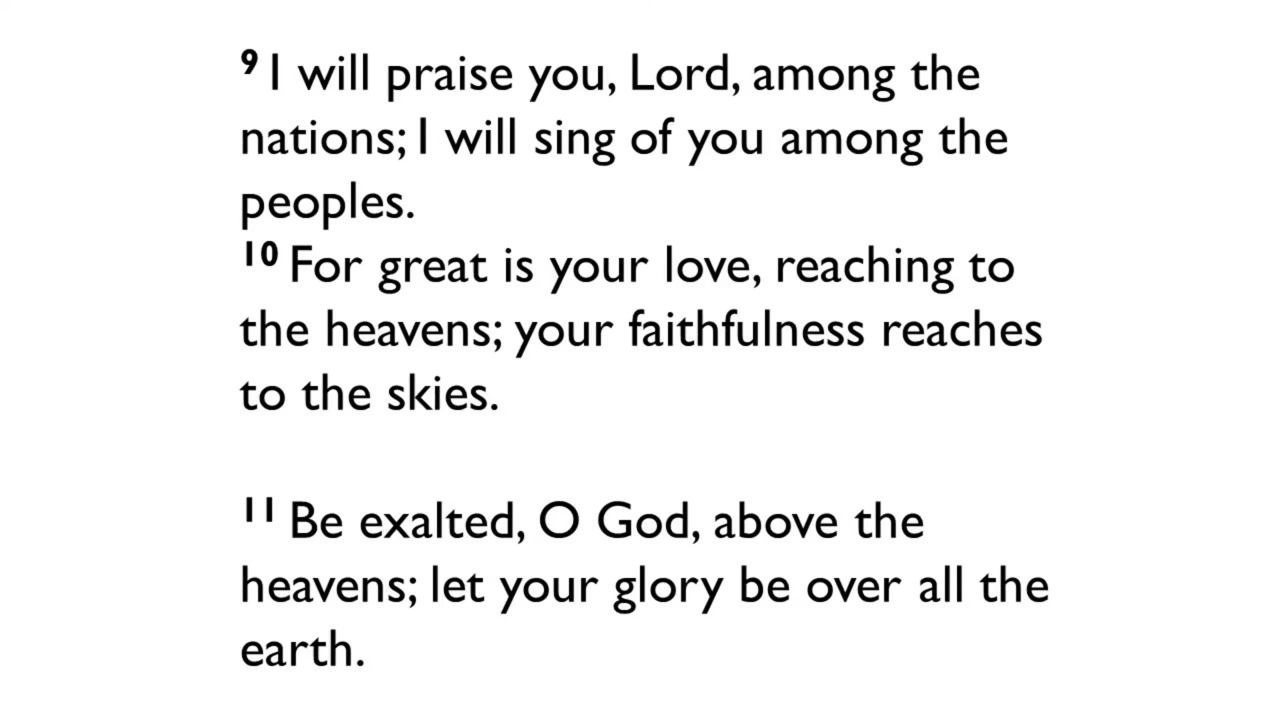 9 I will praise you, Lord, among the
nations; I will sing of you among the
peoples.
10 For great is your love, reaching to
the heavens; your faithfulness reaches
to the skies.
11 Be exalted, O God, above the
heavens; let your glory be over all the
earth.